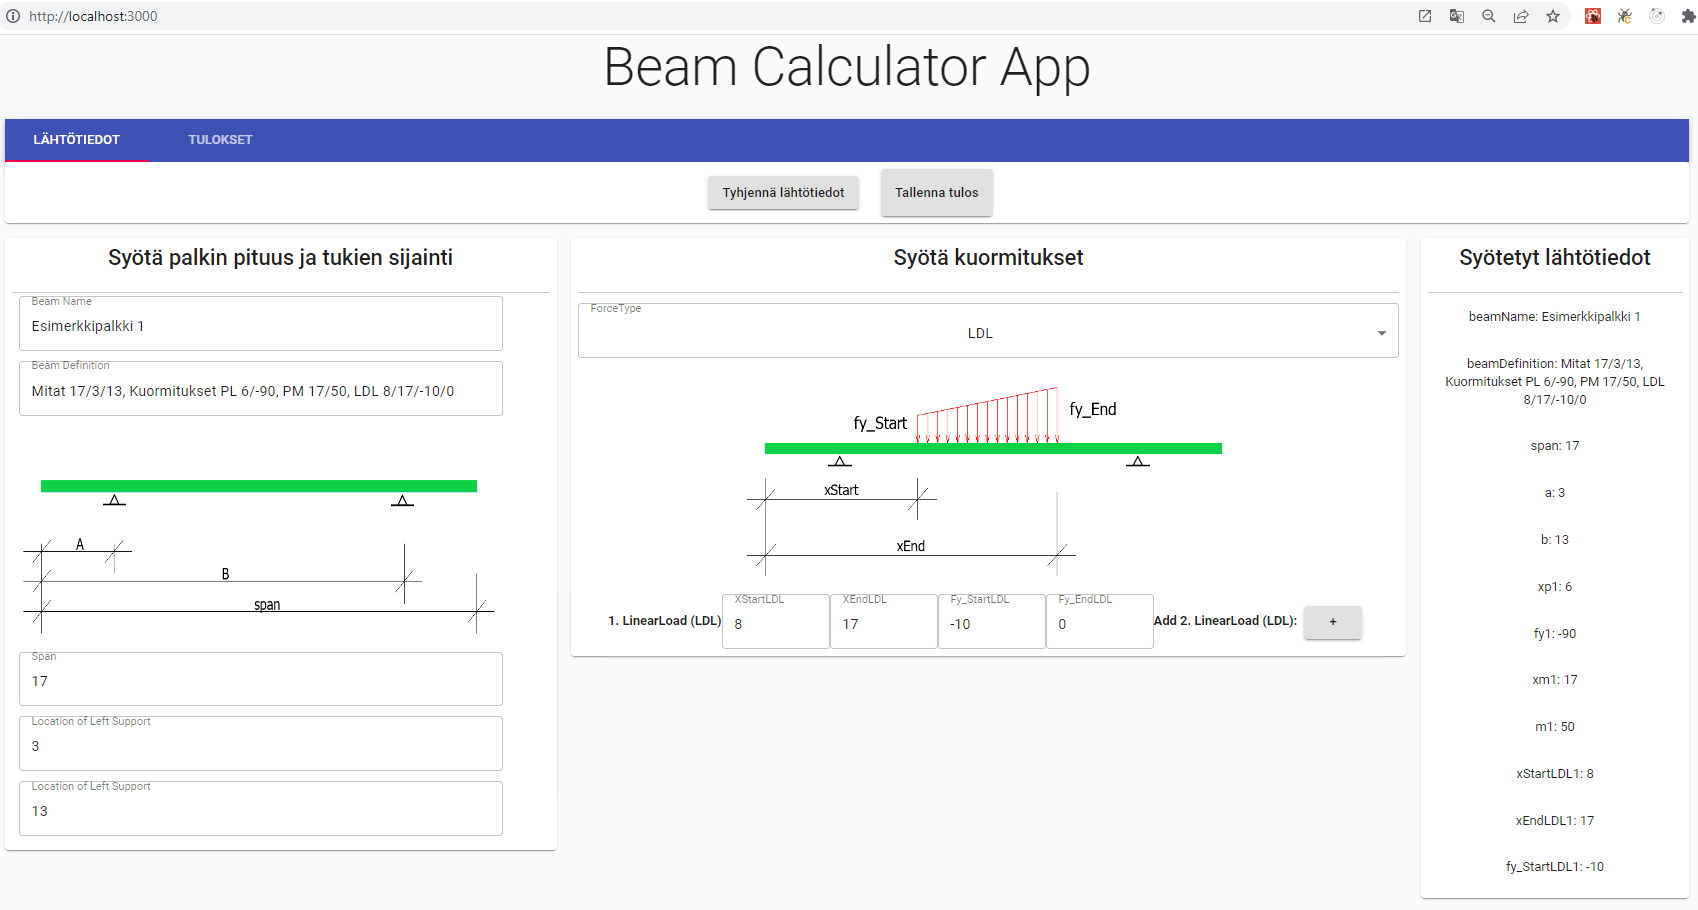 http://localhost:3000
Beam Calculator App
LÄHTÖTIEDOT TULOKSET
Tyhjennä lähtötiedot Tallenna tulos
Syötä palkin pituus ja tukien sijainti
Beam Name
Esimerkkipalkki 1
Beam Definition
Mitat 17/3/13, Kuormitukset PL 6/-90, PM 17/50, LDL 8/17/-10/0
A
B
span
Span
17
Location of Left Support
3
Location of Left Support
13
Syötä kuormitukset
ForceType
LDL
fy_Start
fy_End
xStart
xEnd
XStartLDL XEndLDL Fy_StartLDL Fy_EndLDL
1. LinearLoad (LDL) 8 17 -10 0 Add 2. LinearLoad (LDL): +
Syötetyt lähtötiedot
beamName: Esimerkkipalkki 1
beamDefinition: Mitat 17/3/13,
Kuormitukset PL 6/-90, PM 17/50, LDL
8/17/-10/0
span: 17
a: 3
b: 13
xp1: 6
fy1: -90
xm1: 17
m1: 50
xStartLDL1: 8
xEndLDL1: 17
fy_StartLDL1: -10